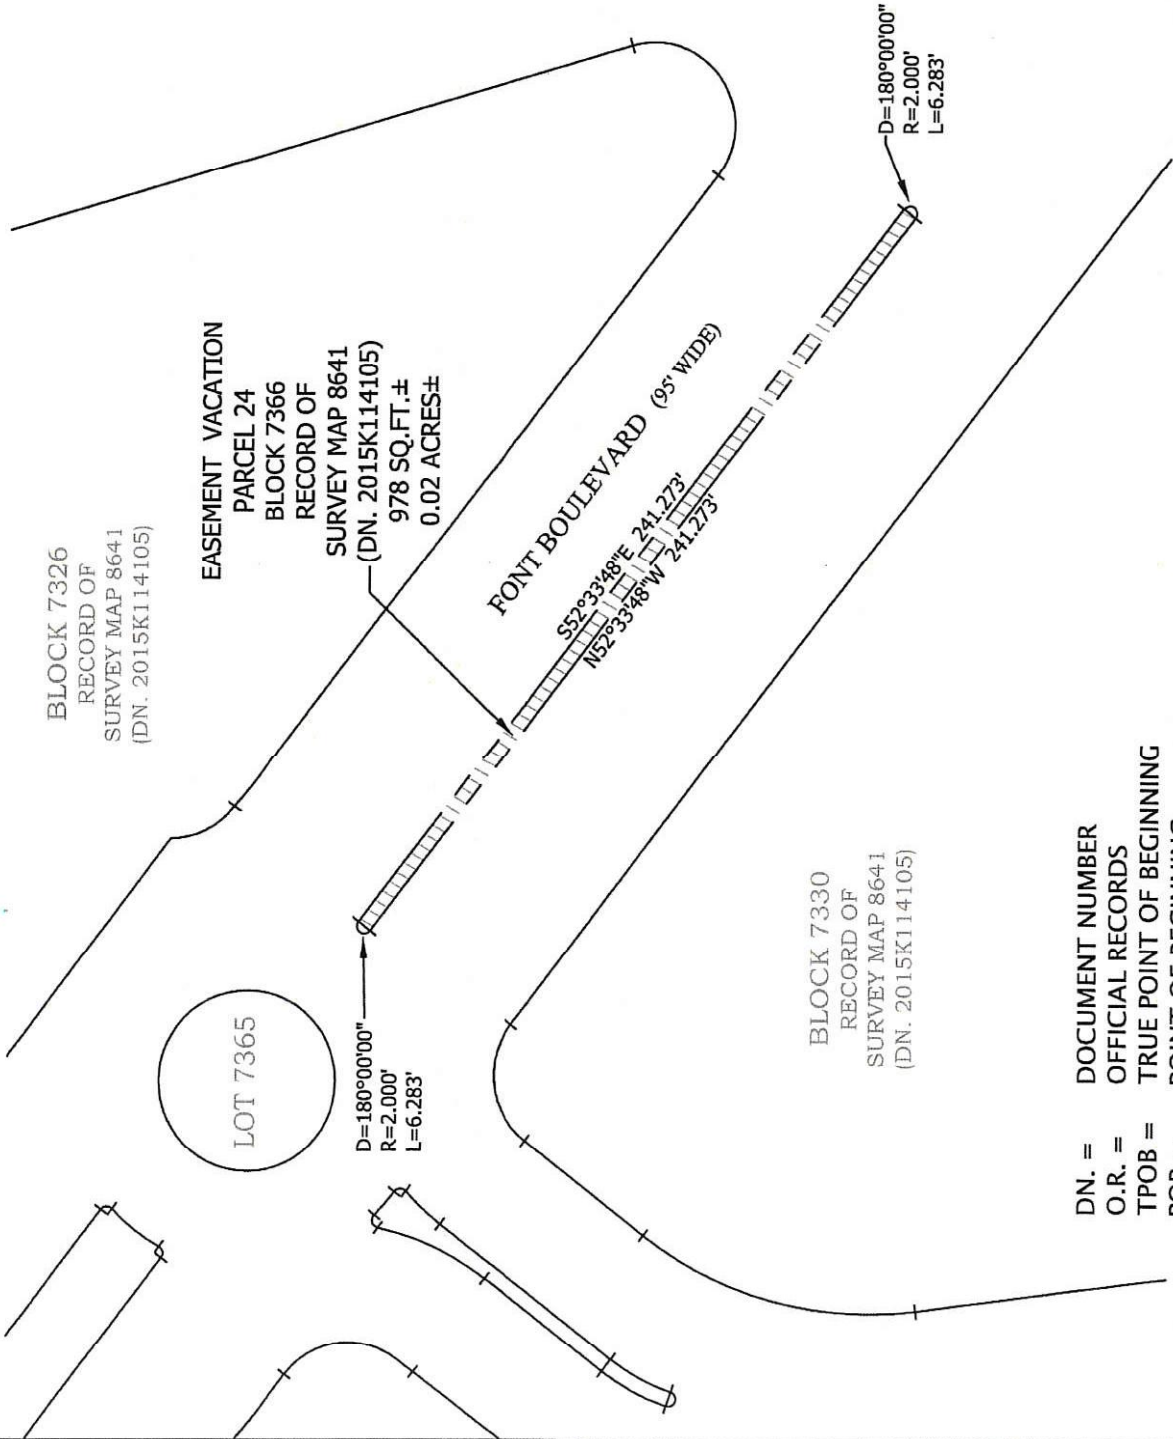 BLOCK 7326
RECORD OF
SURVEY MAP 8641
(DN. 2015K114105)
EASEMENT VACATION
PARCEL 24
BLOCK 7366
RECORD OF
SURVEY MAP 8641
(DN. 2015K114105)
978 SQ.FT.±
0.02 ACRES±
D=180°00'00"
R=2.000'
L=6.283'
FONT BOULEVARD (95' WIDE)
S52°33'48"E 241.273'
N52°33'48"W 241.273'
LOT 7365
D=180°00'00"
R=2.000'
L=6.283'
BLOCK 7330
RECORD OF
SURVEY MAP 8641
(DN. 2015K114105)
DN. = DOCUMENT NUMBER
O.R. = OFFICIAL RECORDS
TPOB = TRUE POINT OF BEGINNING